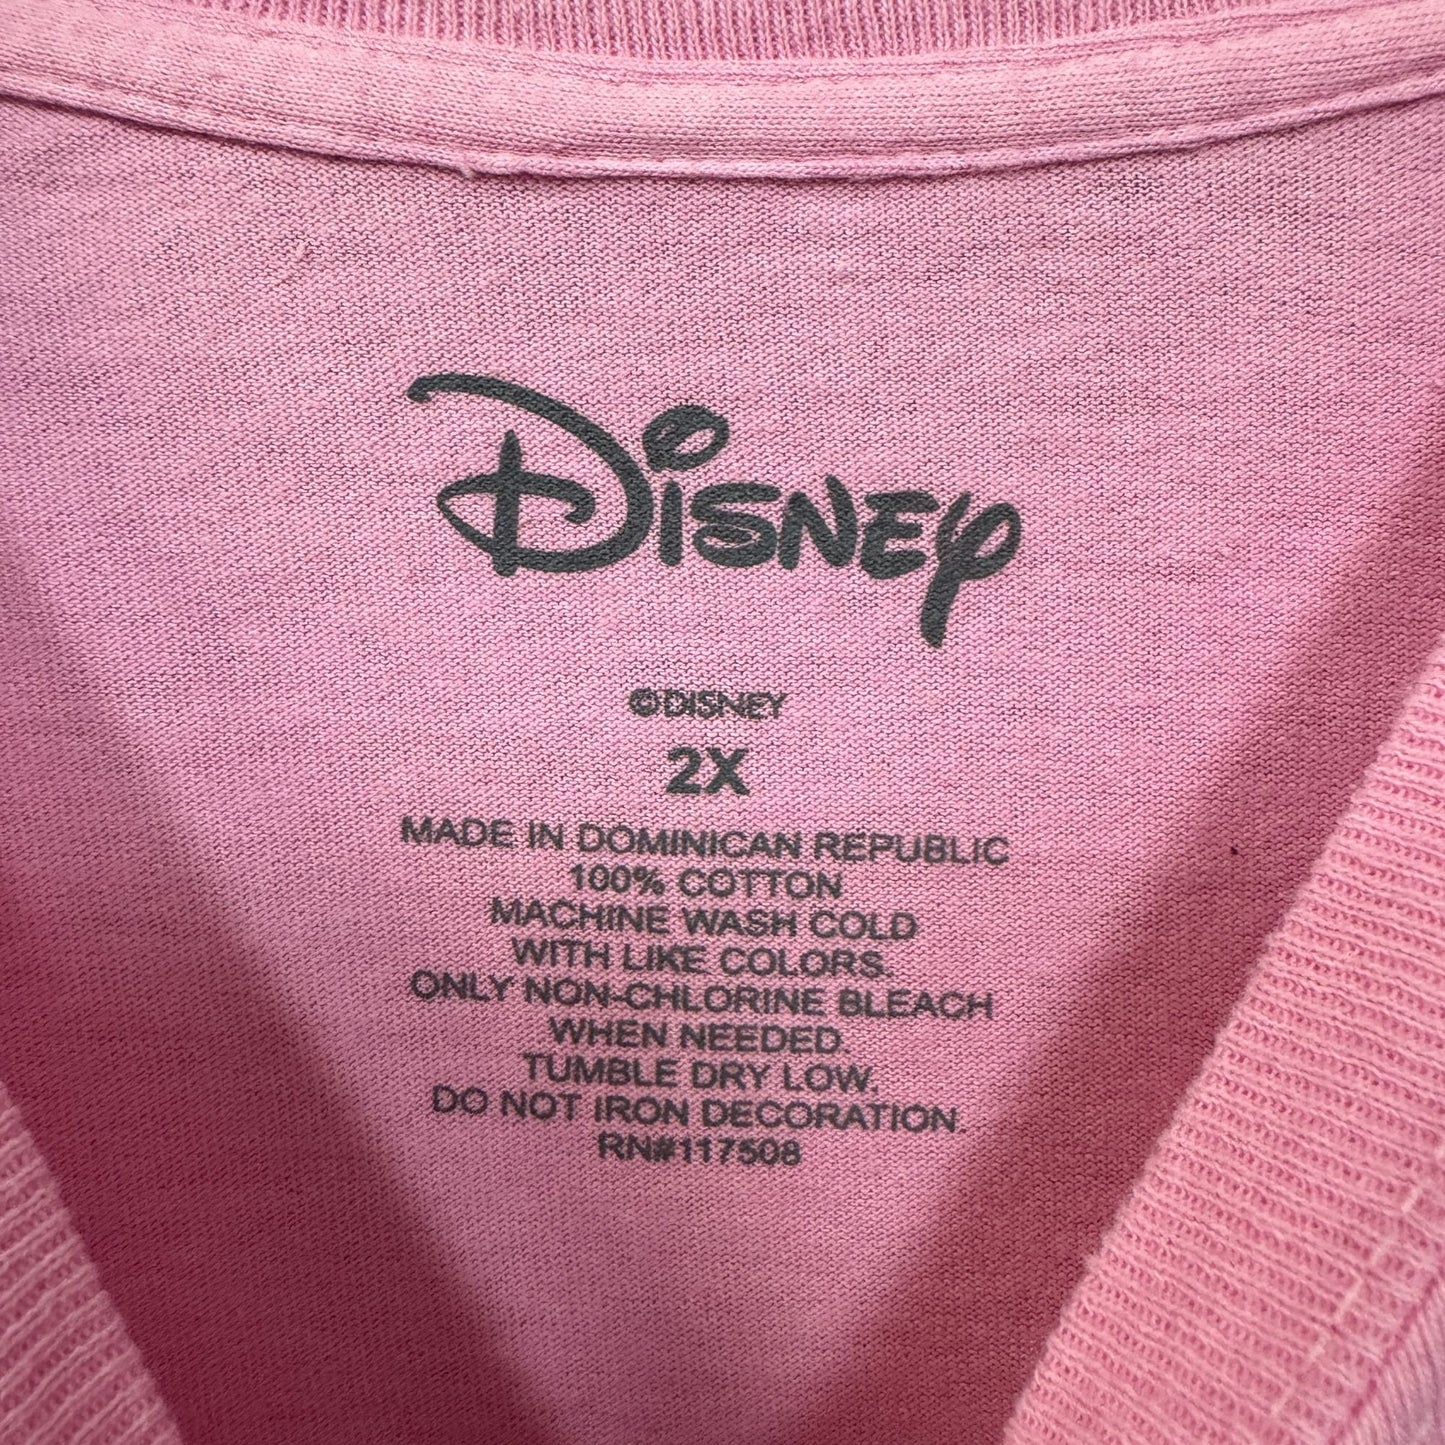 Disney
©DISNEY
2X
MADE IN DOMINICAN REPUBLIC
100% COTTON
MACHINE WASH COLD
WITH LIKE COLORS.
ONLY NON-CHLORINE BLEACH
WHEN NEEDED.
TUMBLE DRY LOW.
DO NOT IRON DECORATION.
RN#117508